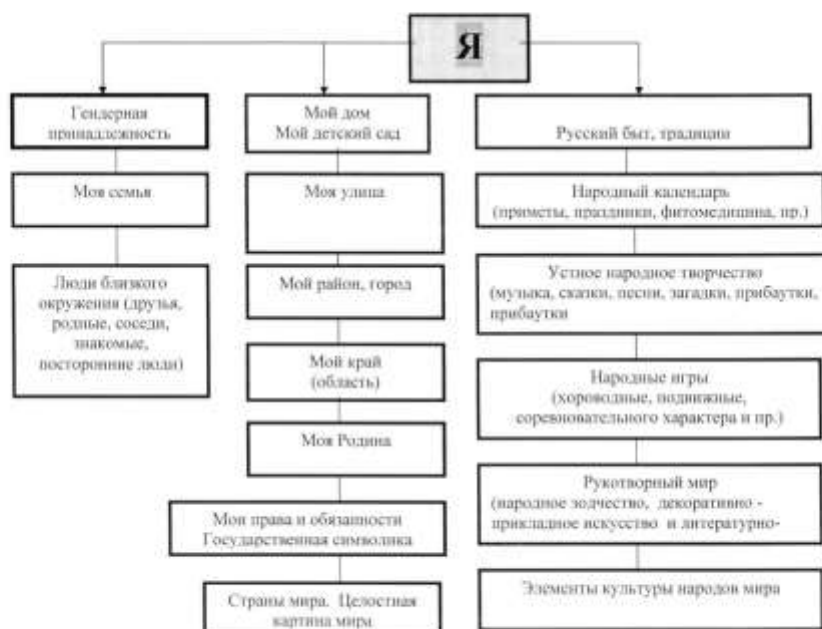 Я
Гендерная
принадлежность
Моя семья
Люди близкого
окружения (друзья,
родные, соседи,
знакомые,
посторонние люди)
Мой дом
Мой детский сад
Моя улица
Мой район, город
Мой край
(область)
Моя Родина
Мои права и обязанности
Государственная символика
Страны мира. Целостная
картина мира
Русский быт, традиции
Народный календарь
(приметы, праздники, фитомедицина, пр.)
Устное народное творчество
(музыка, сказки, песни, загадки, прибаутки,
прибаутки
Народные игры
(хороводные, подвижные,
соревновательного характера и пр.)
Рукотворный мир
(народное зодчество, декоративно -
прикладное искусство и литературно-
Элементы культуры народов мира